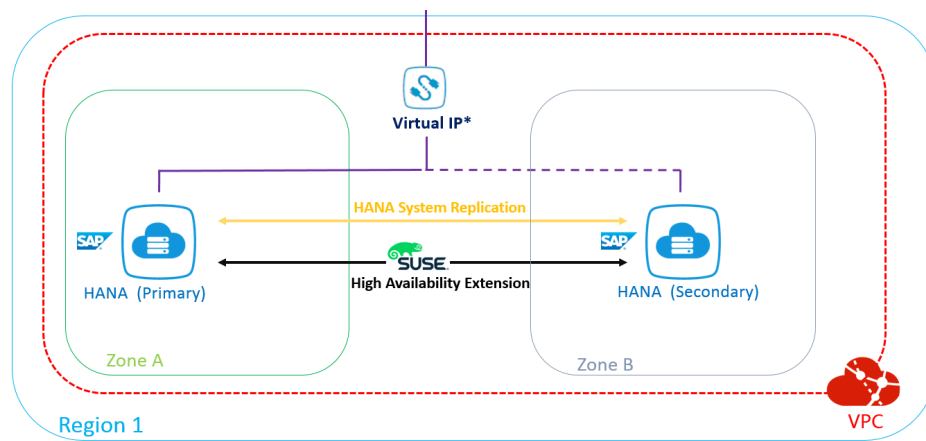 Virtual IP*
HANA System Replication
SAP
SAP
SUSE.
High Availability Extension
HANA (Primary)
HANA (Secondary)
Zone A
Zone B
VPC
Region 1